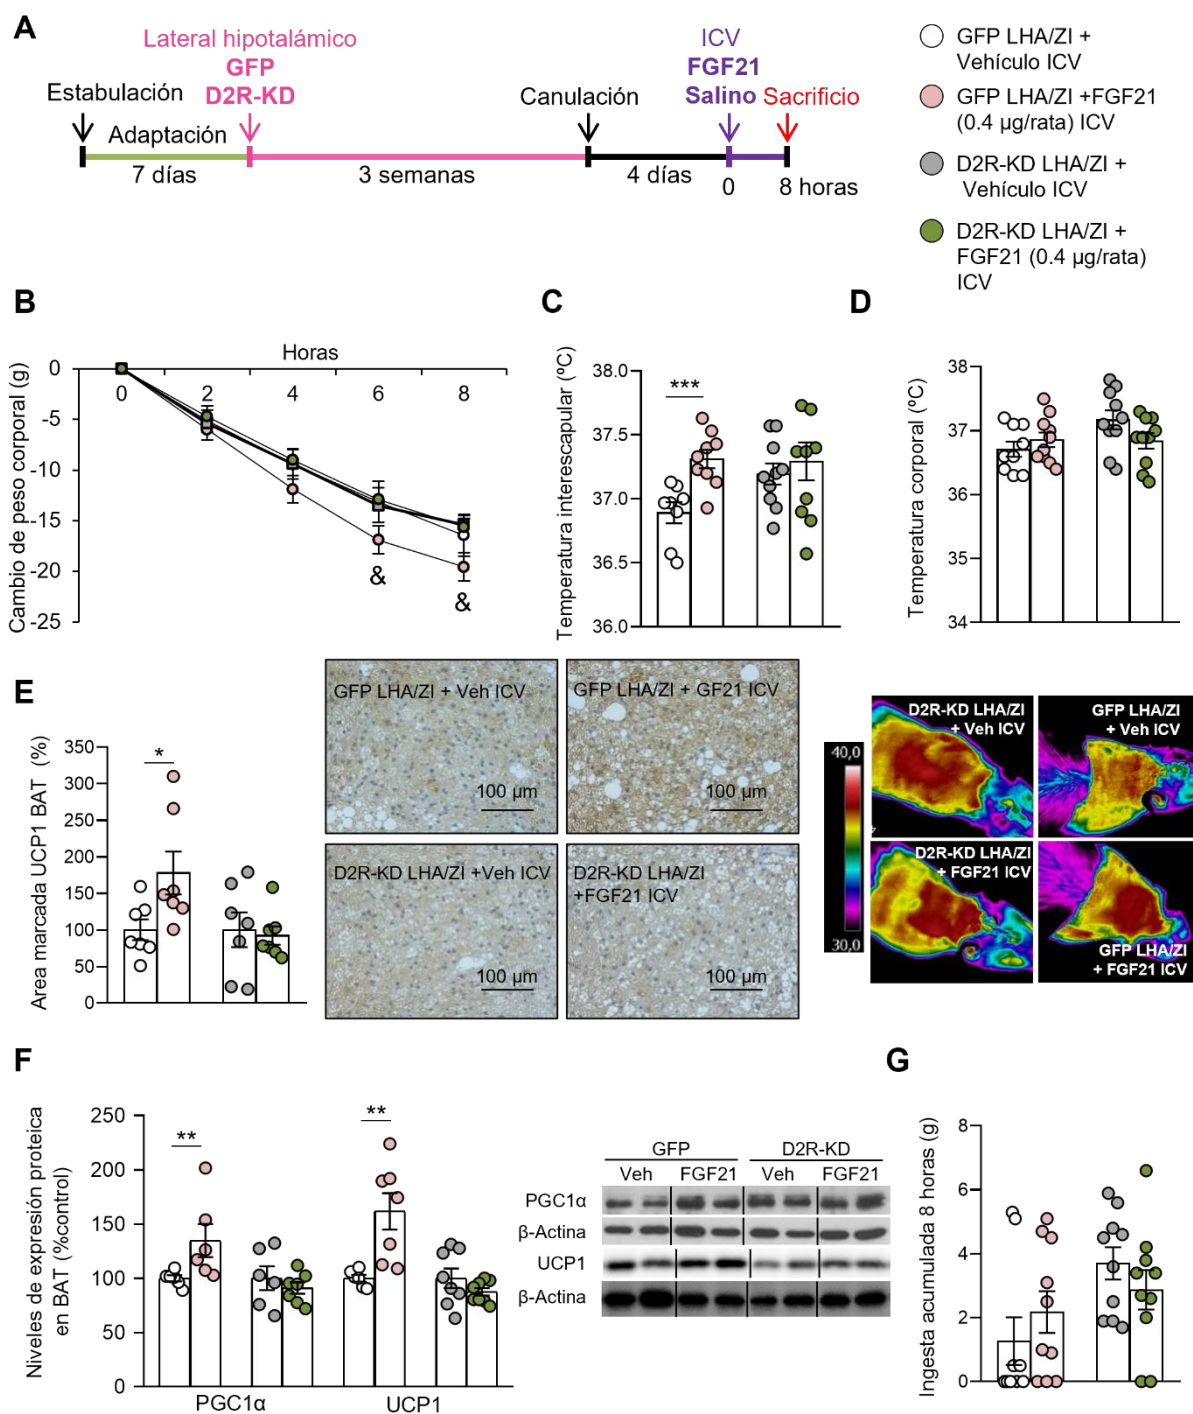 A
Lateral hipotalámico
GFP
D2R-KD
ICV
FGF21
Salino
Estabulación
Canulación
Sacrificio
Adaptación
7 días
3 semanas
4 días
0
8 horas
GFP LHA/ZI +
Vehículo ICV
GFP LHA/ZI +FGF21
(0.4 µg/rata) ICV
D2R-KD LHA/ZI +
Vehículo ICV
D2R-KD LHA/ZI +
FGF21 (0.4 µg/rata)
ICV
B
Horas
0 2 4 6 8
Cambio de peso corporal (g)
0
-5
-10
-15
-20
-25
&
&
C
Temperatura interescapular (ºC)
38.0
37.5
37.0
36.5
36.0
***
D
Temperatura corporal (ºC)
38
37
36
35
34
E
Area marcada UCP1 BAT (%)
350
300
250
200
150
100
50
0
*
GFP LHA/ZI + Veh ICV
100 µm
GFP LHA/ZI + GF21 ICV
100 µm
D2R-KD LHA/ZI +Veh ICV
100 µm
D2R-KD LHA/ZI
+FGF21 ICV
100 µm
40,0
30,0
D2R-KD LHA/ZI
+ Veh ICV
GFP LHA/ZI
+ Veh ICV
D2R-KD LHA/ZI
+ FGF21 ICV
GFP LHA/ZI
+ FGF21 ICV
F
Niveles de expresión proteica
en BAT (%control)
250
200
150
100
50
0
**
**
PGC1α
UCP1
GFP D2R-KD
Veh FGF21 Veh FGF21
PGC1α
β-Actina
UCP1
β-Actina
G
Ingesta acumulada 8 horas (g)
8
6
4
2
0